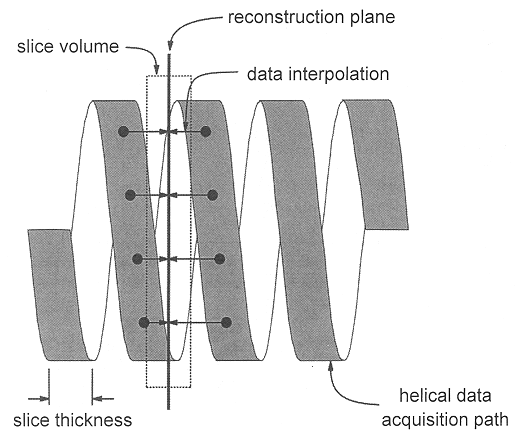 reconstruction plane
slice volume
data interpolation
slice thickness
helical data
acquisition path